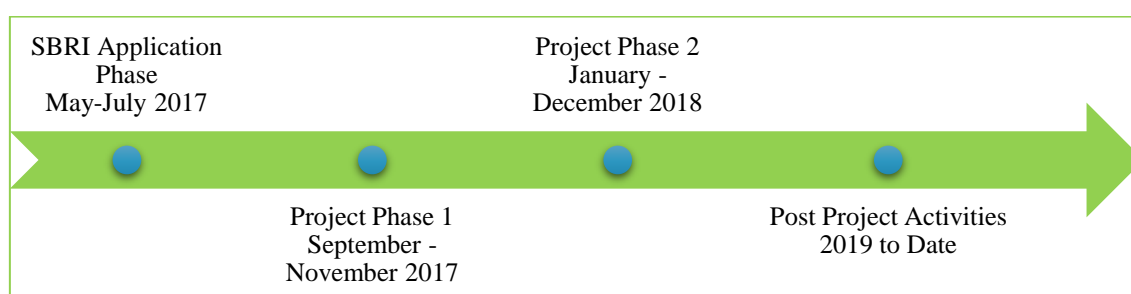 SBRI Application
Phase
May-July 2017
Project Phase 1
September -
November 2017
Project Phase 2
January -
December 2018
Post Project Activities
2019 to Date